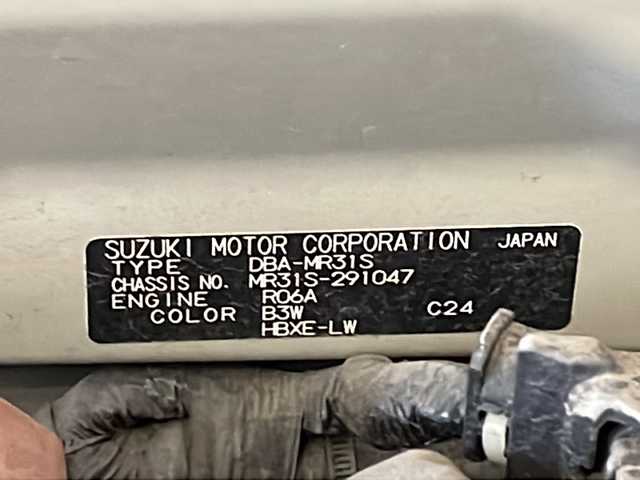 SUZUKI MOTOR CORPORATION JAPAN
TYPE DBA-MR31S
CHASSIS NO. MR31S-291047
ENGINE R06A
COLOR B3W C24
HBXE-LW